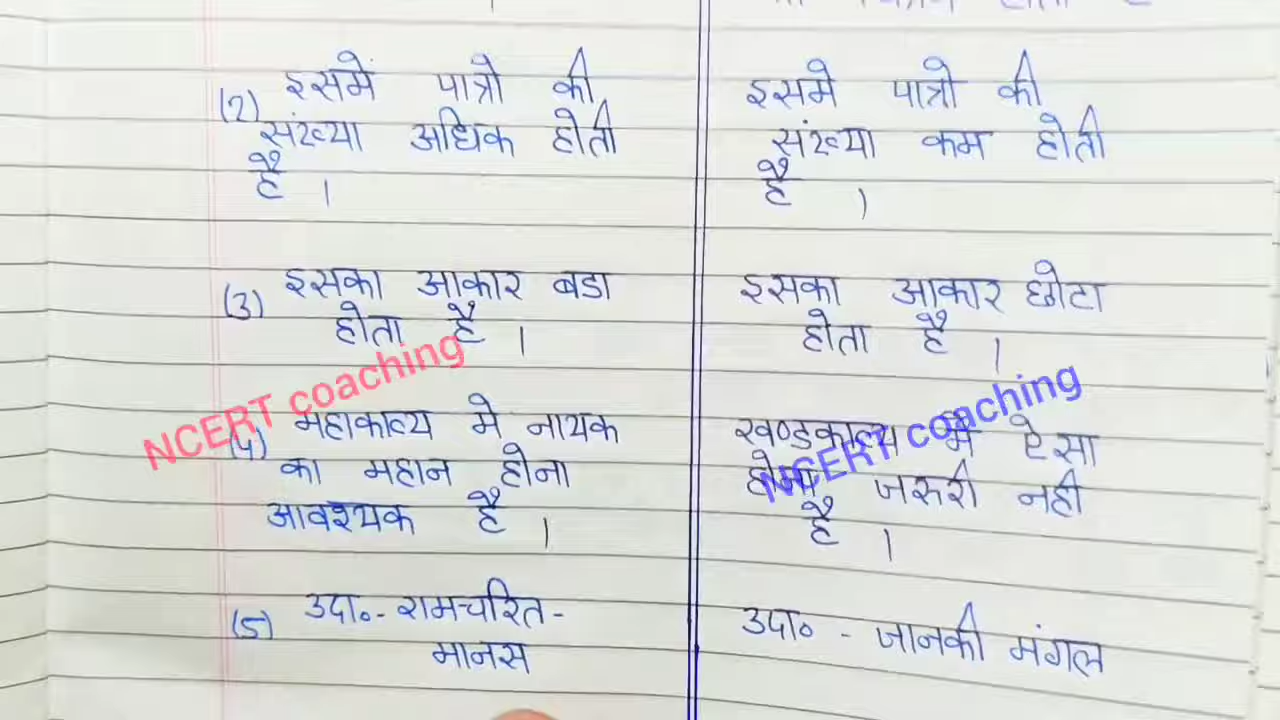 (2) इसमें पात्रो की
संख्या अधिक होती
है ।
इसमे पात्रो की
संख्या कम होती
है ।
(3) इसका आकार बडा
होता है ।
इसका आकार छोटा
होता है ।
(4) महाकाव्य मे नायक
का महान होना
आवश्यक है ।
खण्डकाव्य में ऐसा
होना जरुरी नही
है ।
(5) उदा०- रामचरित-
मानस
उदा० - जानकी मंगल
NCERT coaching
NCERT coaching